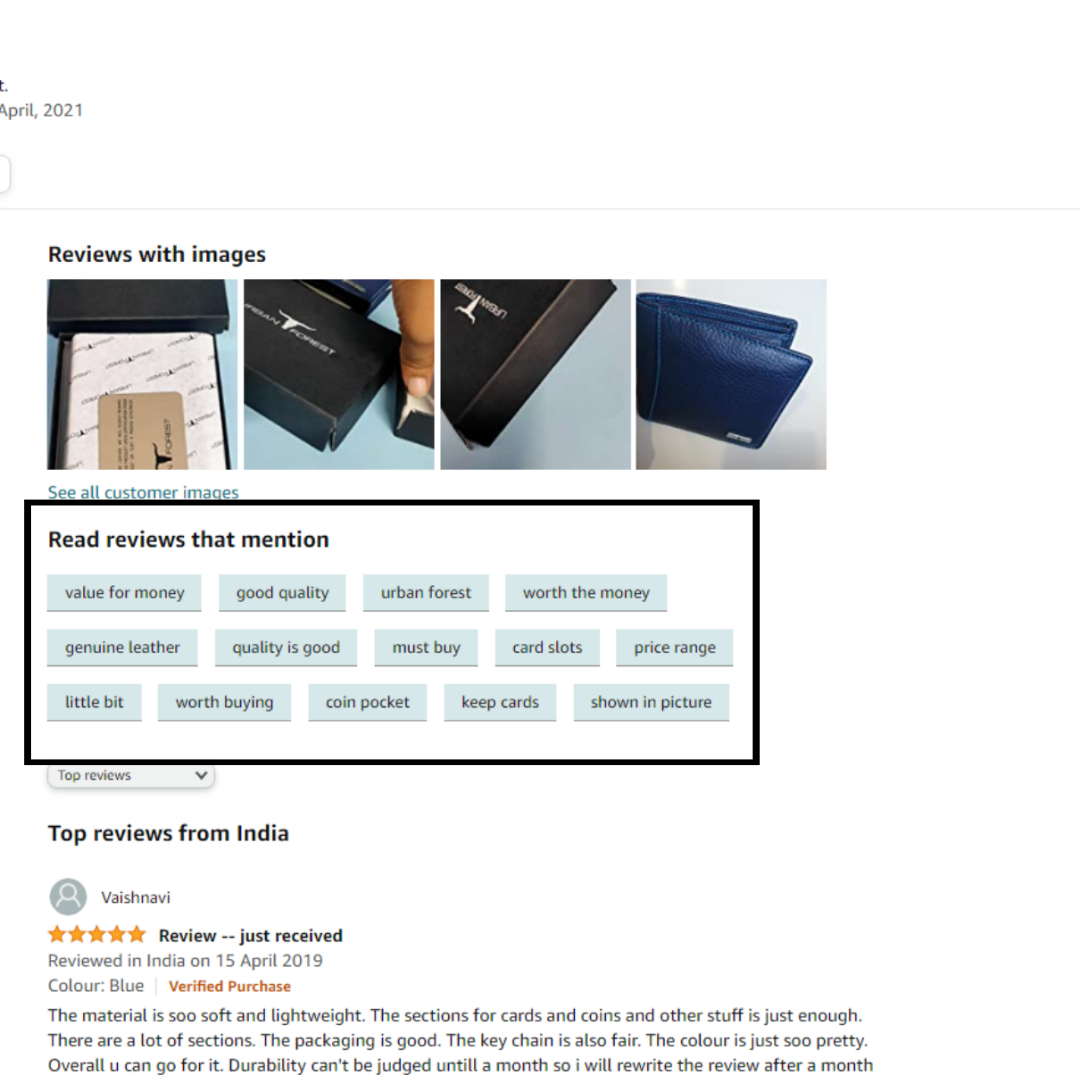 t.
April, 2021
Reviews with images
URBAN FOREST
URBAN FOREST
See all customer images
Read reviews that mention
value for money good quality urban forest worth the money
genuine leather quality is good must buy card slots price range
little bit worth buying coin pocket keep cards shown in picture
Top reviews
Top reviews from India
Vaishnavi
Review -- just received
Reviewed in India on 15 April 2019
Colour: Blue Verified Purchase
The material is soo soft and lightweight. The sections for cards and coins and other stuff is just enough.
There are a lot of sections. The packaging is good. The key chain is also fair. The colour is just soo pretty.
Overall u can go for it. Durability can't be judged untill a month so i will rewrite the review after a month